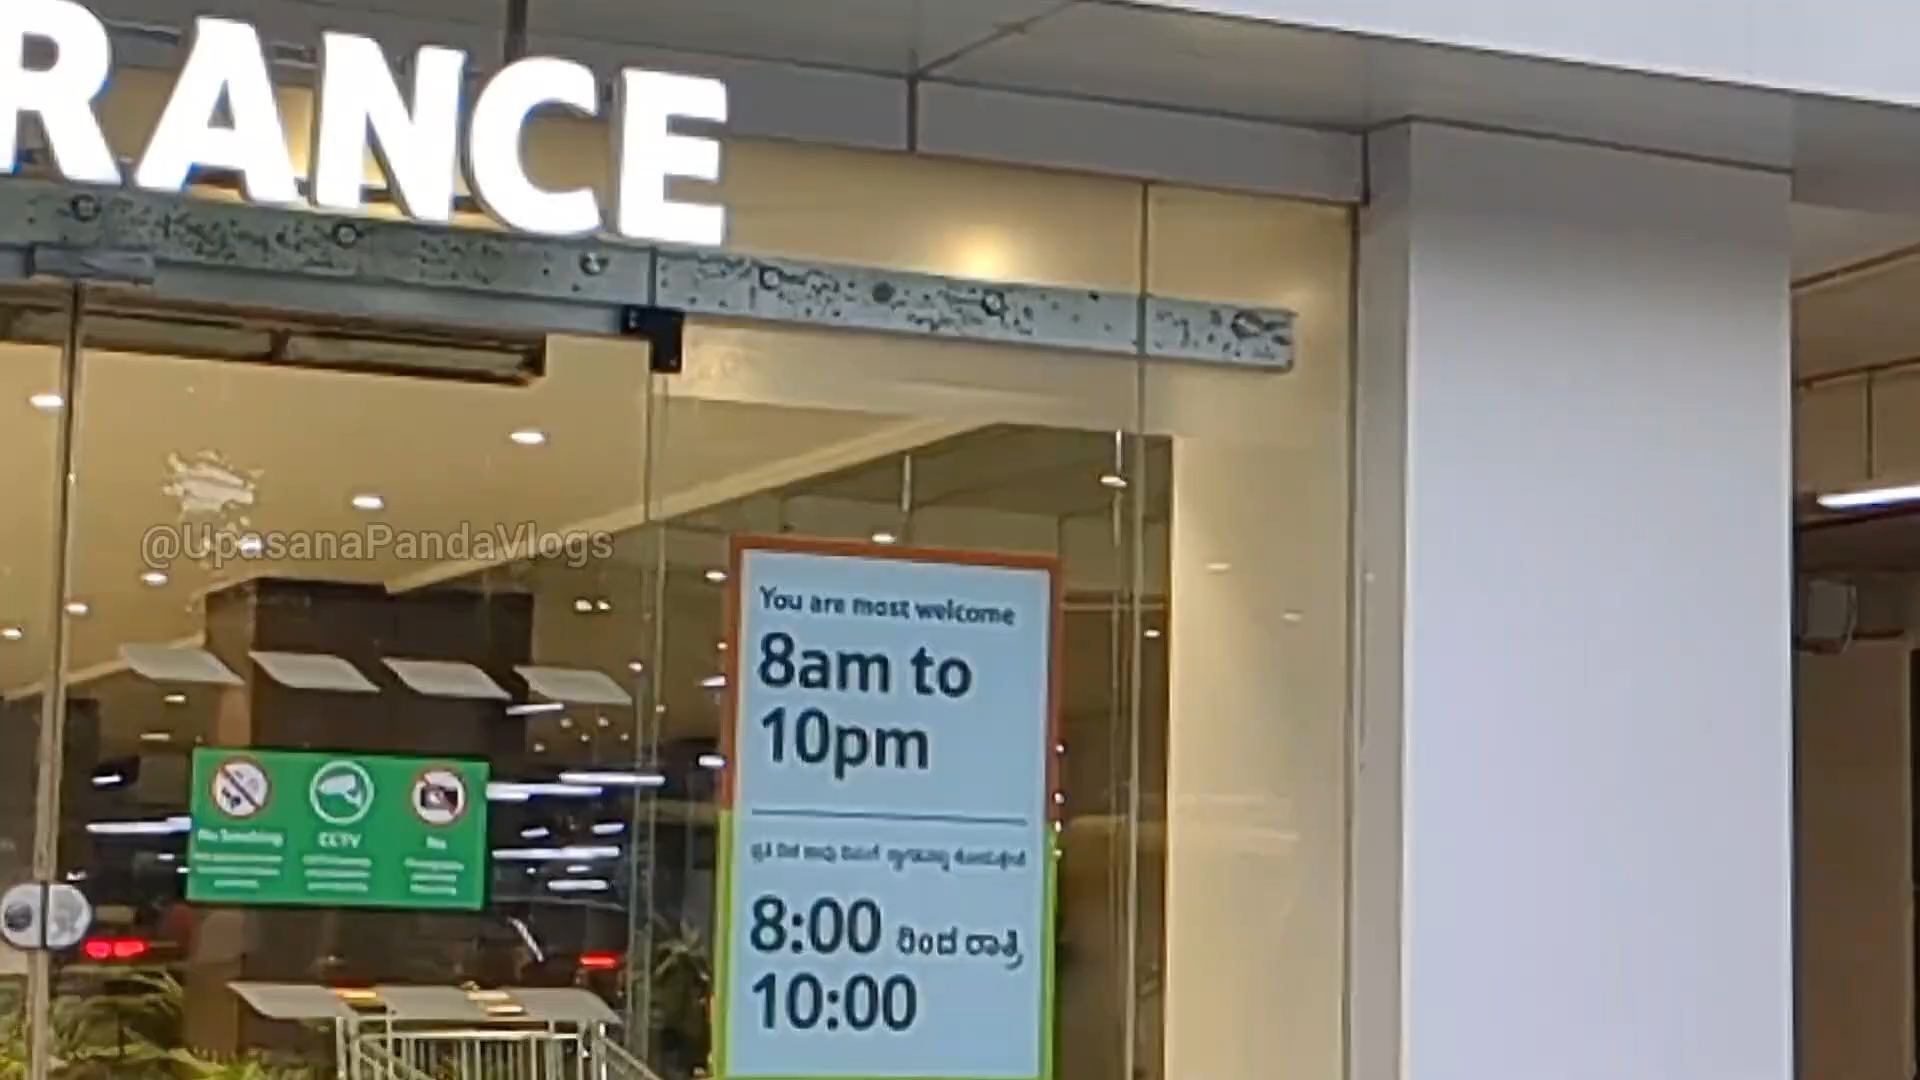 RANCE
@UpasanaPandaVlogs
You are most welcome
8am to
10pm
No Smoking
CCTV
No
8:00 ರಿಂದ ರಾತ್ರಿ
10:00